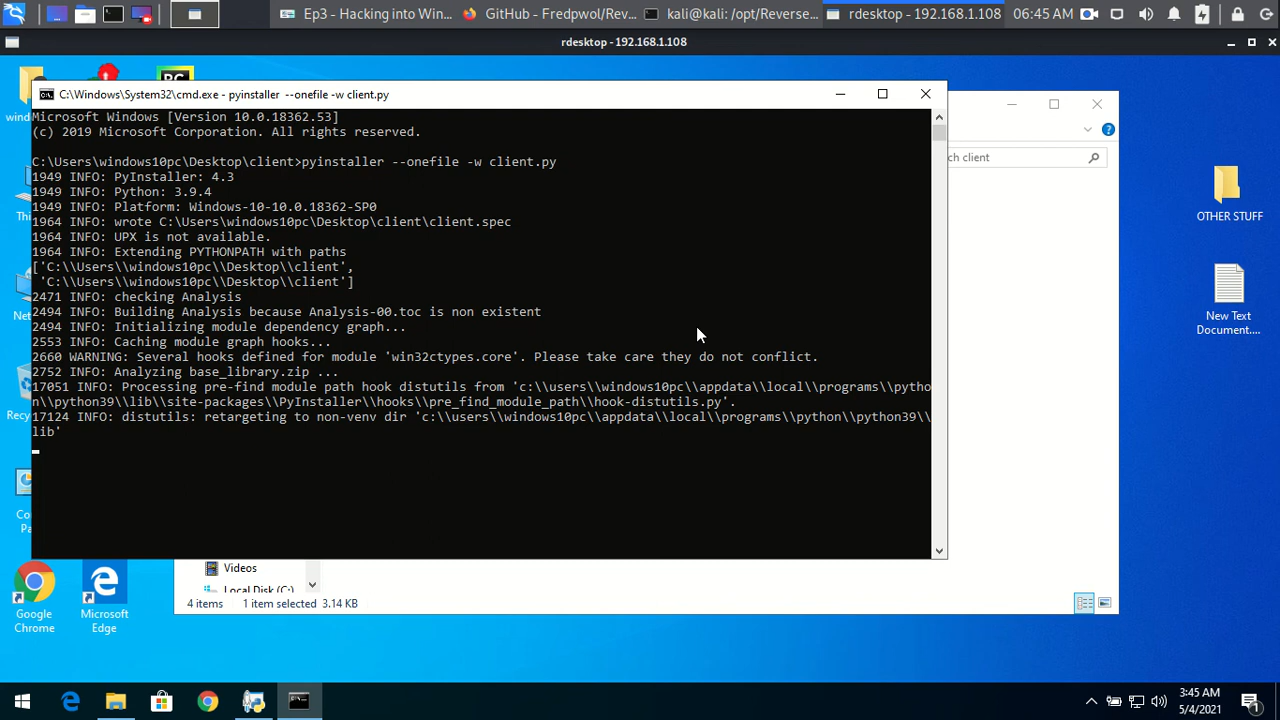 Ep3 - Hacking into Win...
GitHub - Fredpwol/Rev...
kali@kali: /opt/Reverse...
rdesktop - 192.168.1.108
06:45 AM
rdesktop - 192.168.1.108
C:\Windows\System32\cmd.exe - pyinstaller --onefile -w client.py
Microsoft Windows [Version 10.0.18362.53]
(c) 2019 Microsoft Corporation. All rights reserved.
C:\Users\windows10pc\Desktop\client>pyinstaller --onefile -w client.py
1949 INFO: PyInstaller: 4.3
1949 INFO: Python: 3.9.4
1949 INFO: Platform: Windows-10-10.0.18362-SP0
1964 INFO: wrote C:\Users\windows10pc\Desktop\client\client.spec
1964 INFO: UPX is not available.
1964 INFO: Extending PYTHONPATH with paths
['C:\\Users\\windows10pc\\Desktop\\client',
 'C:\\Users\\windows10pc\\Desktop\\client']
2471 INFO: checking Analysis
2494 INFO: Building Analysis because Analysis-00.toc is non existent
2494 INFO: Initializing module dependency graph...
2553 INFO: Caching module graph hooks...
2660 WARNING: Several hooks defined for module 'win32ctypes.core'. Please take care they do not conflict.
2752 INFO: Analyzing base_library.zip ...
17051 INFO: Processing pre-find module path hook distutils from 'c:\\users\\windows10pc\\appdata\\local\\programs\\pytho
n\\python39\\lib\\site-packages\\PyInstaller\\hooks\\pre_find_module_path\\hook-distutils.py'.
17124 INFO: distutils: retargeting to non-venv dir 'c:\\users\\windows10pc\\appdata\\local\\programs\\python\\python39\\
lib'
ch client
PC
wind
Thi
Net
Recy
Co
Pa
OTHER STUFF
New Text
Document....
Google
Chrome
Microsoft
Edge
Videos
Local Disk (C:)
4 items
1 item selected 3.14 KB
3:45 AM
5/4/2021
1